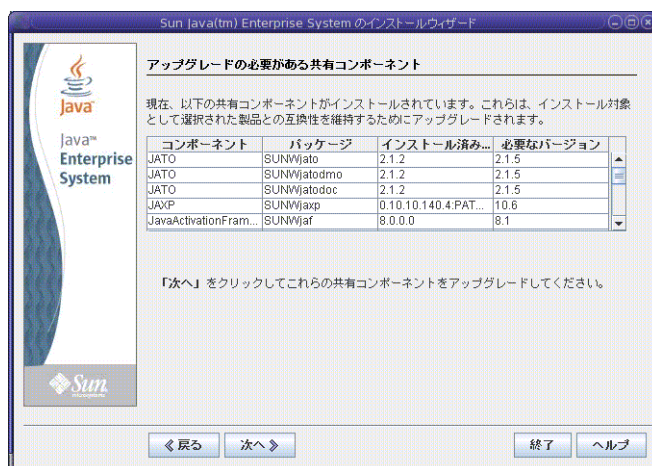 Sun Java(tm) Enterprise System のインストールウィザード
アップグレードの必要がある共有コンポーネント
現在、以下の共有コンポーネントがインストールされています。これらは、インストール対象
として選択された製品との互換性を維持するためにアップグレードされます。
コンポーネント パッケージ インストール済み... 必要なバージョン
JATO SUNWjato 2.1.2 2.1.5
JATO SUNWjatodmo 2.1.2 2.1.5
JATO SUNWjatodoc 2.1.2 2.1.5
JAXP SUNWjaxp 0.10.10.140.4:PAT... 10.6
JavaActivationFram... SUNWjaf 8.0.0.0 8.1
「次へ」をクリックしてこれらの共有コンポーネントをアップグレードしてください。
Java
Java™
Enterprise
System
Sun
microsystems
戻る 次へ 終了 ヘルプ